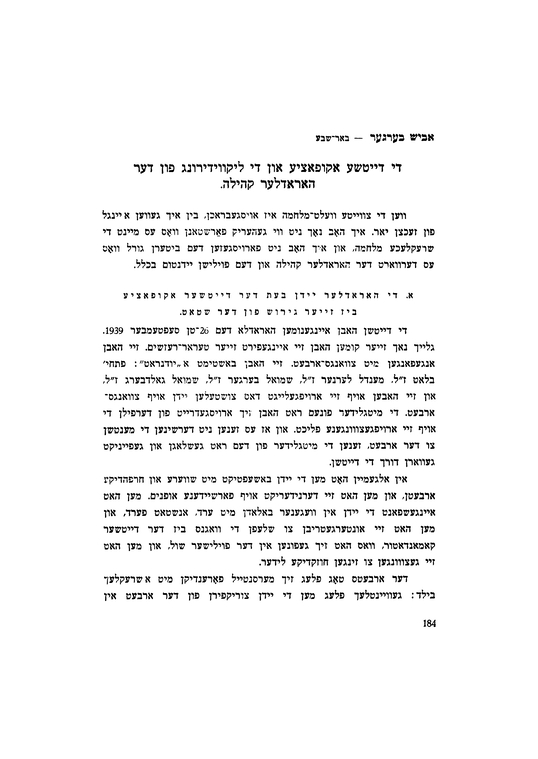 אביש בערגער — באר־שבע
די דייטשע אקופאציע און די ליקווידירונג פון דער
האראדלער קהילה.
ווען די צווייטע וועלט־מלחמה איז אויסגעבראכן, בין איך געווען א יינגל
פון זעכצן יאר. איך האב נאך ניט ווי געהעריק פארשטאנען וואס עס מיינט די
שרעקלעכע מלחמה, און איך האב ניט פארויסגעזען דעם ביטערן גורל וואס
עס דערווארט דער האראדלער קהילה און דעם פוילישן יידנטום בכלל.
א. די האראדלער יידן בעת דער דייטשער אקופאציע
ביז זייער גירוש פון דער שטאט.
די דייטשן האבן איינגענומען האראדלא דעם 26־טן סעפטעמבער 1939.
גלייך נאך זייער קומען האבן זיי איינגעפירט זייער טעראר־רעזשים. זיי האבן
אנגעפאנגען מיט צוואנגס־ארבעט. זיי האבן באשטימט א „יודנראט": פתחי׳
בלאט ז"ל, מענדל לערנער ז"ל, שמואל בערגער ז"ל, שמואל גאלדבערג ז"ל,
און זיי האבען אויף זיי ארויפגעלייגט דאס צושטעלען יידן אויף צוואנגס־
ארבעט. די מיטגלידער פונעם ראט האבן זיך ארויסגעדרייט פון דערפילן די
אויף זיי ארויפגעצוווּנגענע פליכט, און אז עס זענען ניט דערשינען די מענטשן
צו דער ארבעט, זענען די מיטגלידער פון דעם ראט געשלאגן און געפייניקט
געווארן דורך די דייטשן.
אין אלגעמיין האט מען די יידן באשעפטיקט מיט שווערע און חרפהדיקע
ארבעטן, און מען האט זיי דערנידעריקט אויף פארשיידענע אופנים. מען האט
איינגעשפאנט די יידן אין וועגענער באלאדן מיט ערד, אנשטאט פערד, און
מען האט זיי אונטערגעטריבן צו שלעפן די וואגנס ביז דער דייטשער
קאמאנדאטור, וואס האט זיך געפונען אין דער פוילישער שול, און מען האט
זיי געצוווּנגען צו זינגען חוזקדיקע לידער.
דער ארבעטס טאג פלעג זיך מערסנטייל פארענדיקן מיט א שרעקלעך
בילד: געוויינטלעך פלעג מען די יידן צוריקפירן פון דער ארבעט אין
184